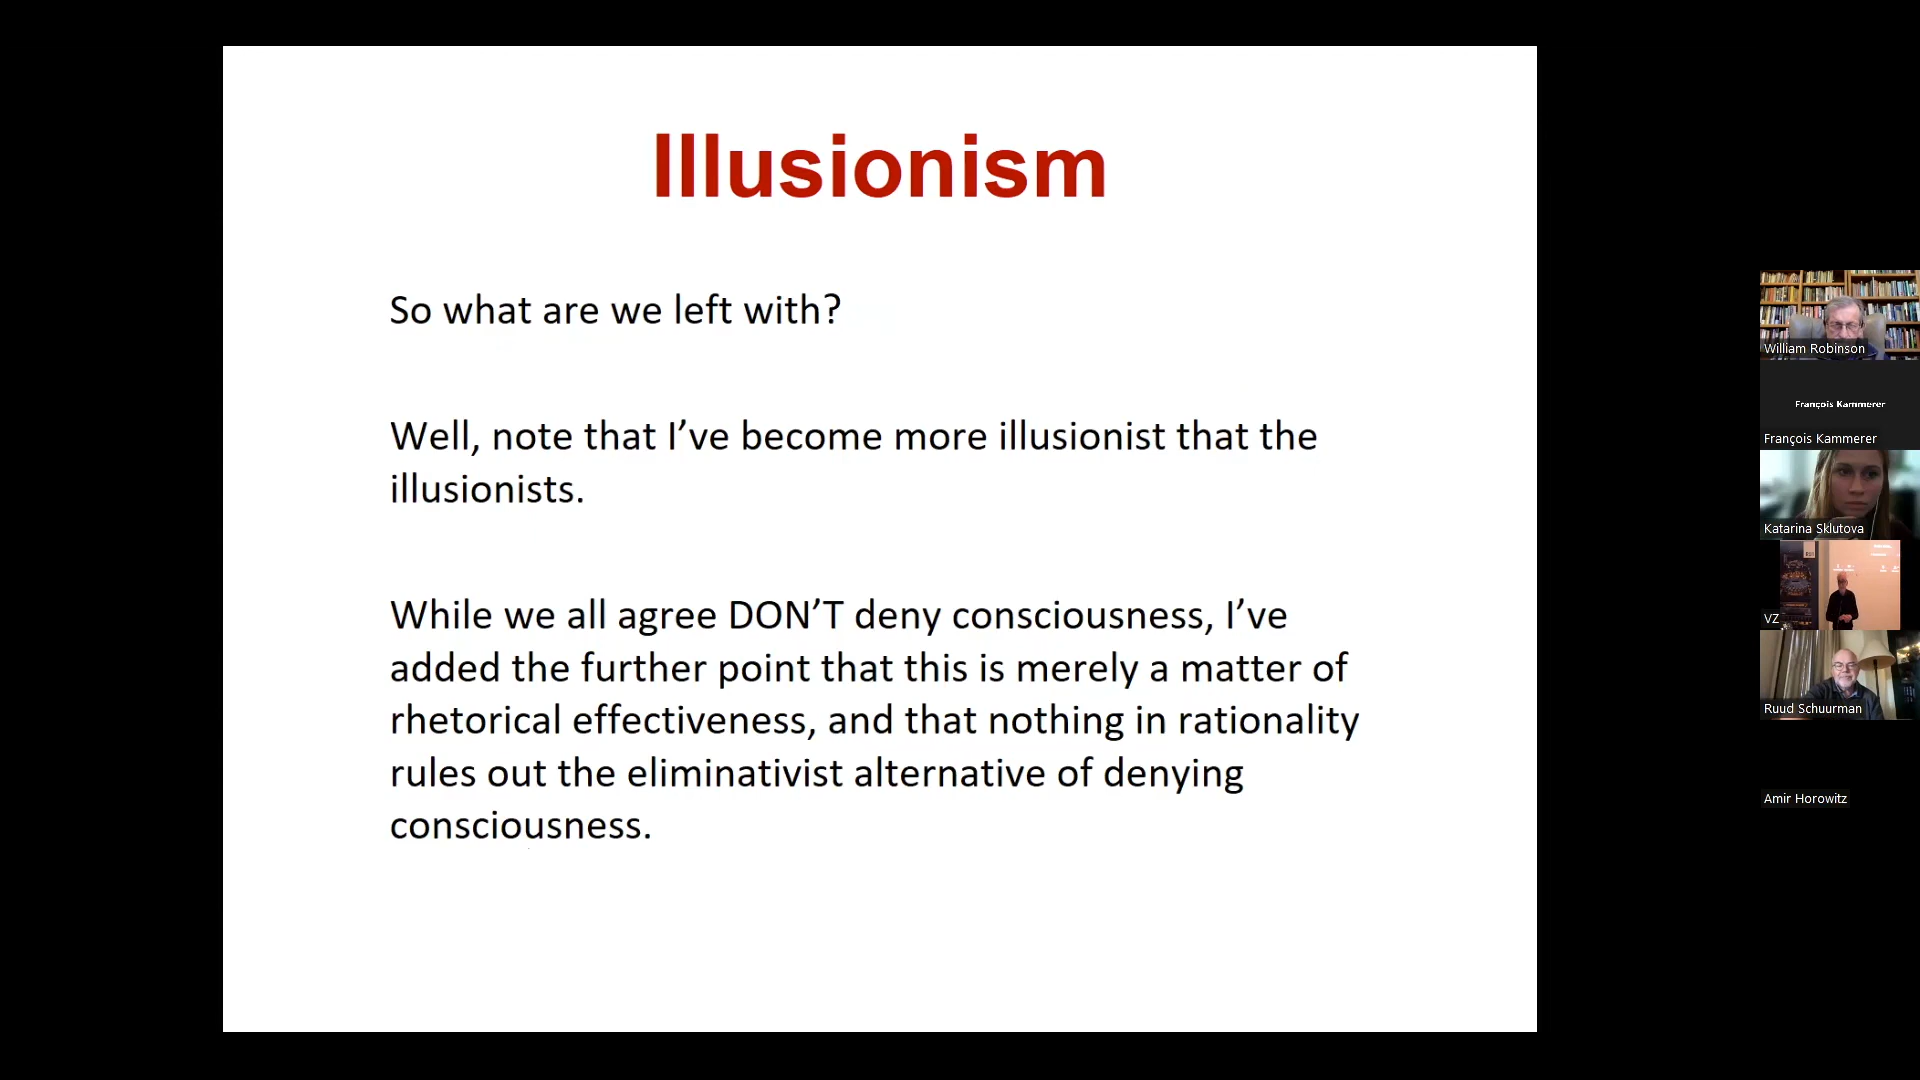 Illusionism
So what are we left with?
Well, note that I’ve become more illusionist that the
illusionists.
While we all agree DON’T deny consciousness, I’ve
added the further point that this is merely a matter of
rhetorical effectiveness, and that nothing in rationality
rules out the eliminativist alternative of denying
consciousness.
William Robinson
François Kammerer
François Kammerer
Katarina Sklutova
VZ
Ruud Schuurman
Amir Horowitz